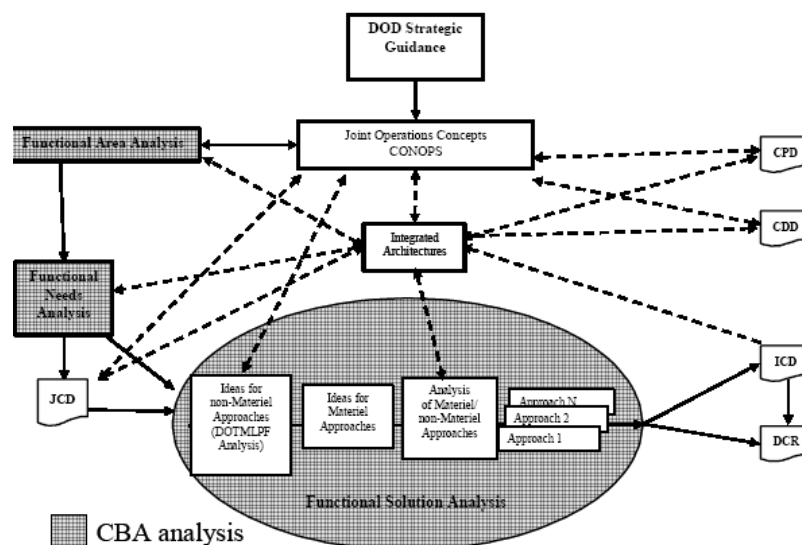 DOD Strategic
Guidance
Functional Area Analysis
Joint Operations Concepts
CONOPS
CPD
CDD
Integrated
Architectures
Functional
Needs
Analysis
JCD
Ideas for
non-Materiel
Approaches
(DOTMLPF
Analysis)
Ideas for
Materiel
Approaches
Analysis
of Materiel/
non-Materiel
Approaches
Approach N
Approach 2
Approach 1
ICD
DCR
Functional Solution Analysis
CBA analysis